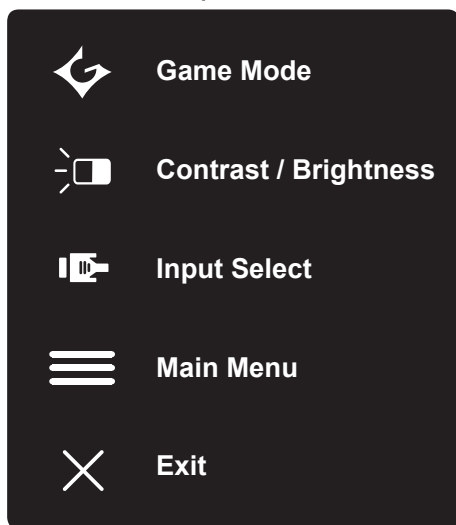 Game Mode
Contrast / Brightness
Input Select
Main Menu
Exit